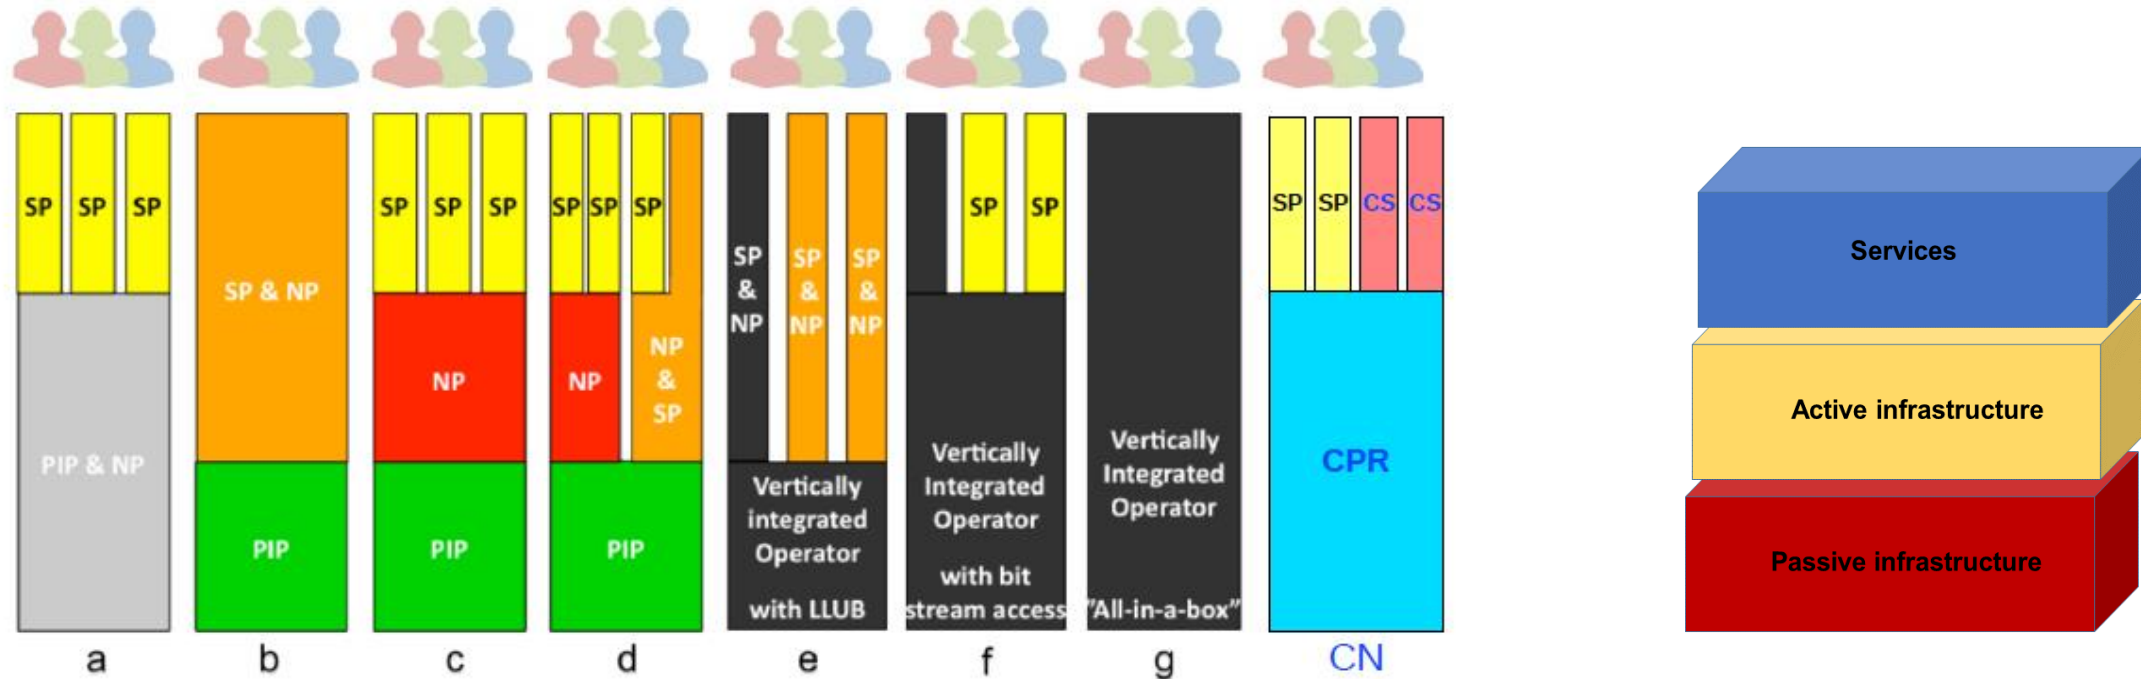 SP SP SP
PIP & NP
a
SP & NP
PIP
b
SP SP SP
NP
PIP
c
SP SP SP
NP
NP
&
SP
PIP
d
SP
&
NP
SP
&
NP
SP
&
NP
Vertically
integrated
Operator
with LLUB
e
SP SP
Vertically
Integrated
Operator
with bit
stream access
f
Vertically
Integrated
Operator
"All-in-a-box"
g
SP SP CS CS
CPR
CN
Services
Active infrastructure
Passive infrastructure